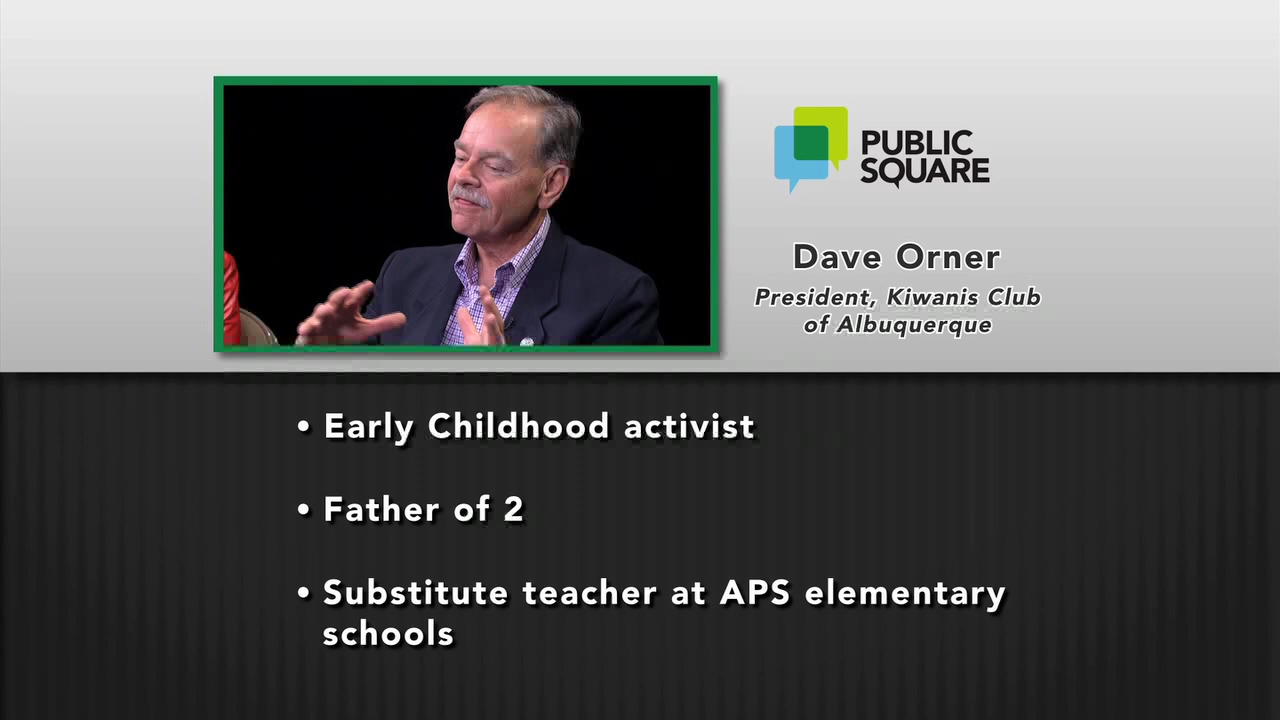 PUBLIC
SQUARE
Dave Orner
President, Kiwanis Club
of Albuquerque
• Early Childhood activist
• Father of 2
• Substitute teacher at APS elementary
schools